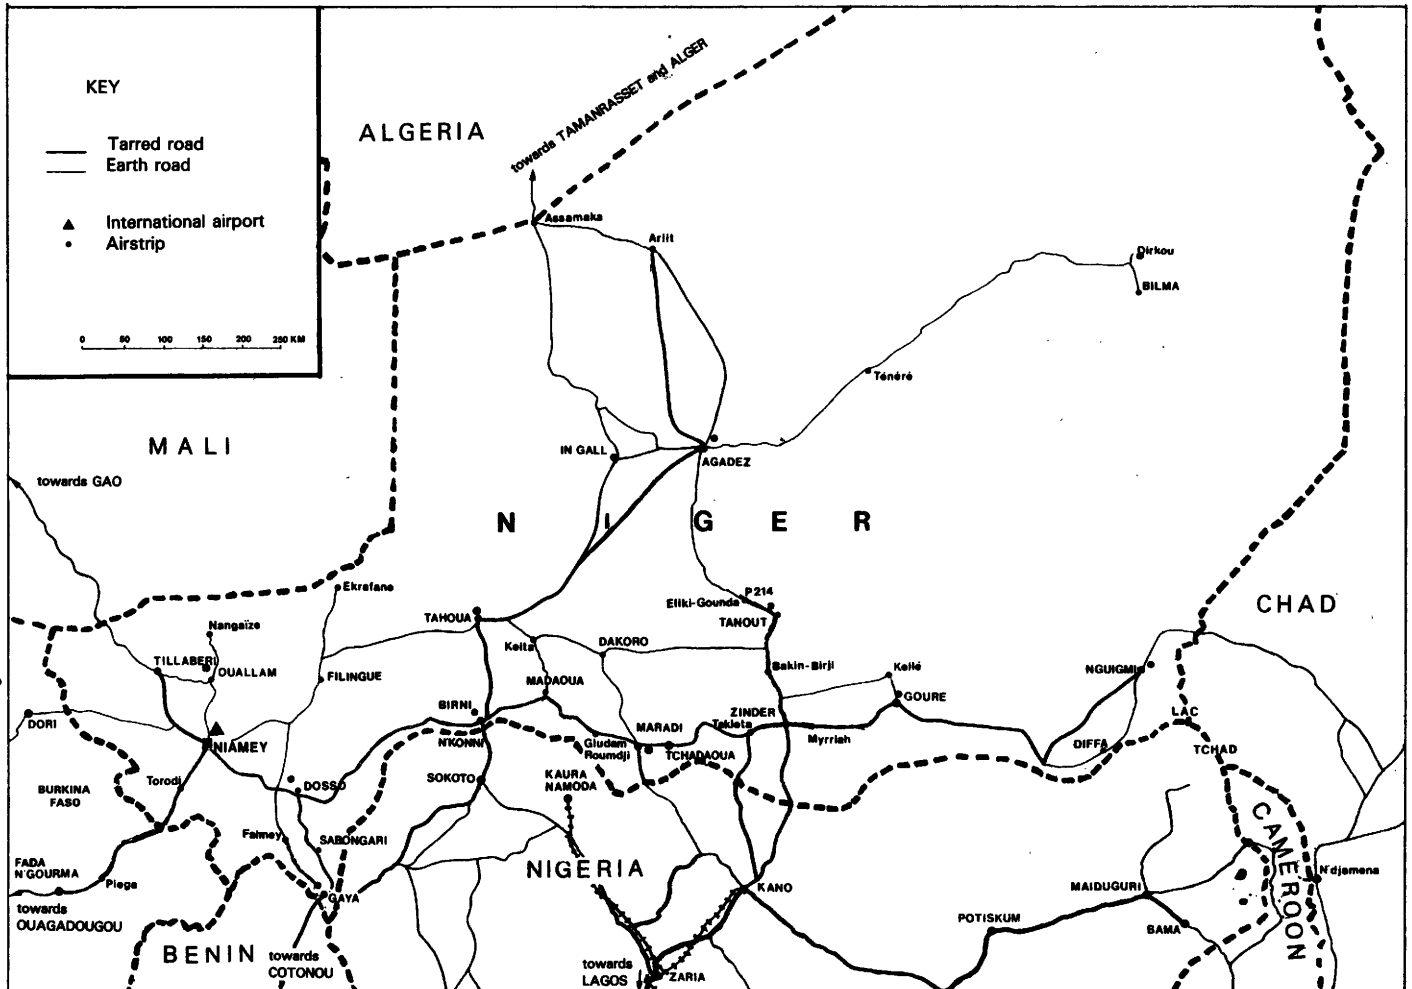 KEY
Tarred road
Earth road
International airport
Airstrip
0 50 100 150 200 250 KM
ALGERIA
towards TAMANRASSET and ALGER
Assamaka
Arlit
Dirkou
BILMA
Ténéré
MALI
towards GAO
IN GALL
AGADEZ
NIGER
CHAD
Ekrafane
P 214
Eliki-Gounda
TANOUT
TAHOUA
Nangaïze
Keita
DAKORO
TILLABERI
OUALLAM
FILINGUE
Bakin-Birji
Kellé
NGUIGMI
MADAOUA
GOURE
DORI
BIRNI
N'KONNI
MARADI
ZINDER
Takieta
LAC
TCHAD
NIAMEY
Myrriah
DIFFA
Guidam
Roumdji
TCHADAOUA
Torodi
DOSSO
SOKOTO
KAURA
NAMODA
BURKINA
FASO
Falmey
SABONGARI
CAMEROON
FADA
N'GOURMA
Piega
NIGERIA
N'djamena
GAYA
KANO
MAIDUGURI
towards
OUAGADOUGOU
POTISKUM
BAMA
BENIN
towards
COTONOU
towards
LAGOS
ZARIA